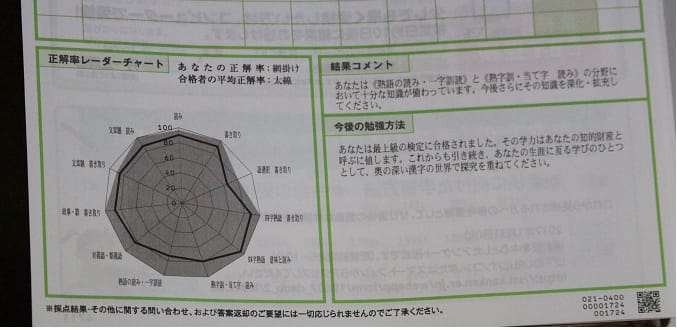 正解率レーダーチャート
あなたの正解率：網掛け
合格者の平均正解率：太線
読み
書き取り
語選択　書き取り
四字熟語　書き取り
四字熟語　意味と読み
熟字訓・当て字　読み
熟語の読み・一字訓読
対義語・類義語
故事・諺　書き取り
文章題　書き取り
文章題　読み
100
80
60
40
20
0
結果コメント
あなたは《熟語の読み・一字訓読》と《熟字訓・当て字　読み》の分野に
おいて十分な知識が備わっています。今後さらにその知識を深化・拡充し
てください。
今後の勉強方法
あなたは最上級の検定に合格されました。その学力はあなたの知的財産と
呼ぶに値します。これからも引き続き、あなたの生涯に亙る学びのひとつ
として、奥の深い漢字の世界で探究を重ねてください。
021-0400
00001724
001724
※採点結果・その他に関する問い合わせ、および答案返却のご要望には一切応じられませんのでご了承ください。